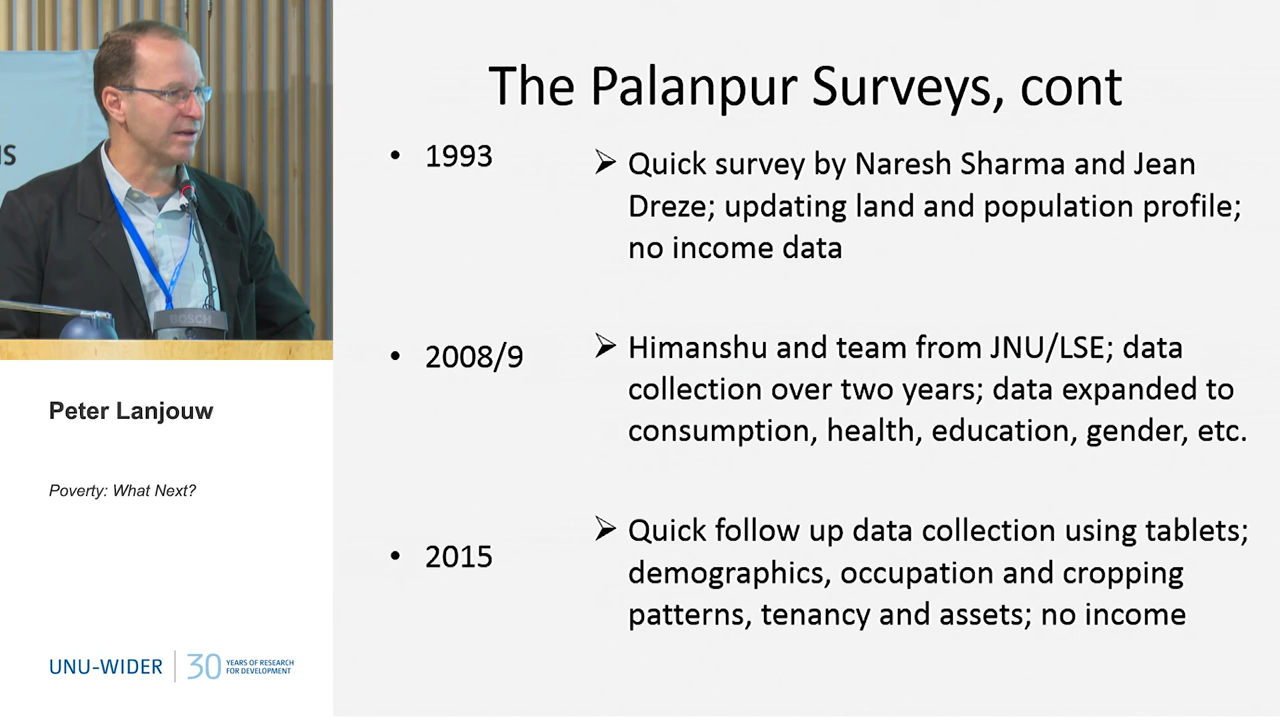 The Palanpur Surveys, cont
• 1993
➢ Quick survey by Naresh Sharma and Jean
Dreze; updating land and population profile;
no income data
• 2008/9
➢ Himanshu and team from JNU/LSE; data
collection over two years; data expanded to
consumption, health, education, gender, etc.
• 2015
➢ Quick follow up data collection using tablets;
demographics, occupation and cropping
patterns, tenancy and assets; no income
BOSCH
Peter Lanjouw
Poverty: What Next?
UNU-WIDER
30 YEARS OF RESEARCH
FOR DEVELOPMENT